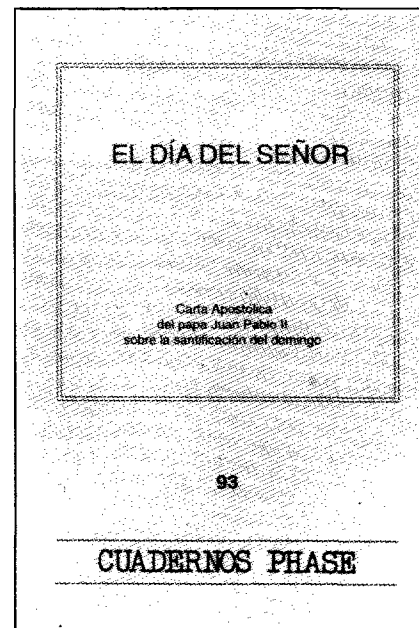 EL DÍA DEL SEÑOR
Carta Apostólica
del papa Juan Pablo II
sobre la santificación del domingo
93
CUADERNOS PHASE